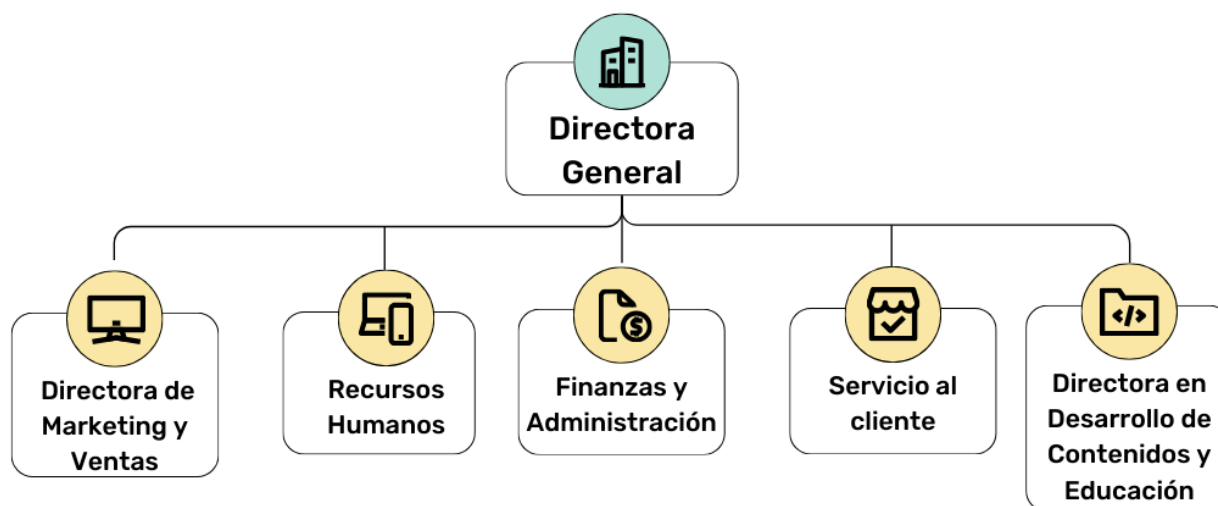 Directora
General
Directora de
Marketing y
Ventas
Recursos
Humanos
Finanzas y
Administración
Servicio al
cliente
Directora en
Desarrollo de
Contenidos y
Educación